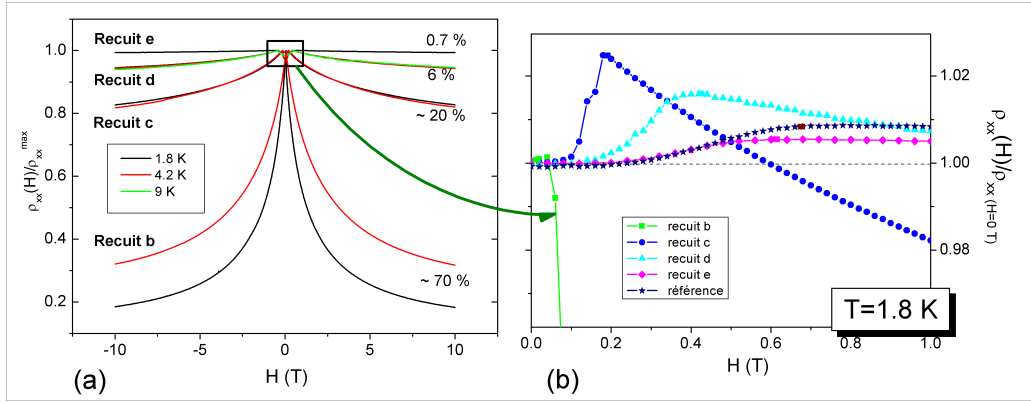 Recuit e
0.7 %
6 %
Recuit d
~ 20 %
Recuit c
1.8 K
4.2 K
9 K
Recuit b
~ 70 %
1.0
0.8
0.6
0.4
0.2
ρxx(H)/ρxx^max
-10 -5 0 5 10
H (T)
(a)
1.02
1.00
0.98
ρxx(H)/ρxx (H=0 T)
recuit b
recuit c
recuit d
recuit e
référence
T=1.8 K
0.0 0.2 0.4 0.6 0.8 1.0
H (T)
(b)